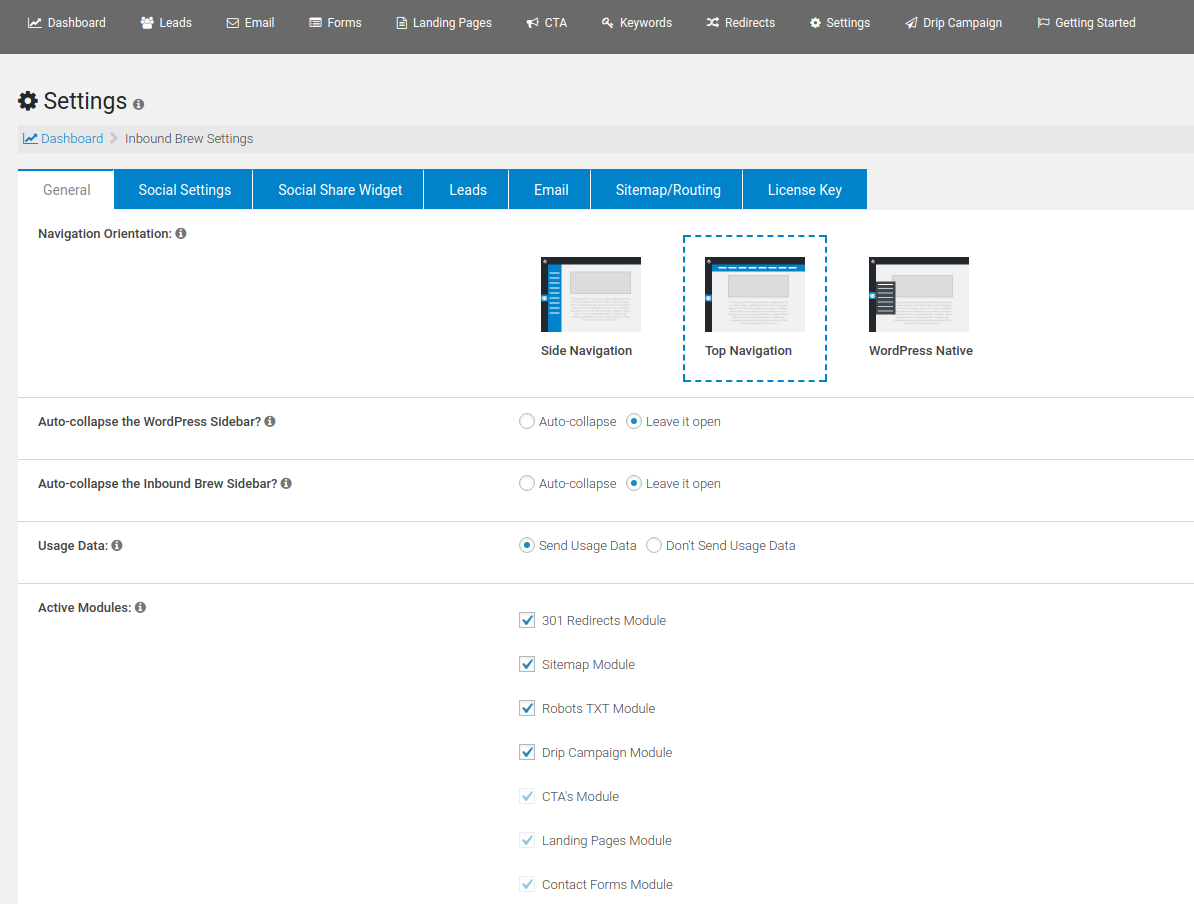 Dashboard Leads Email Forms Landing Pages CTA Keywords Redirects Settings Drip Campaign Getting Started
Settings
Dashboard Inbound Brew Settings
General Social Settings Social Share Widget Leads Email Sitemap/Routing License Key
Navigation Orientation:
Side Navigation Top Navigation WordPress Native
Auto-collapse the WordPress Sidebar? Auto-collapse Leave it open
Auto-collapse the Inbound Brew Sidebar? Auto-collapse Leave it open
Usage Data: Send Usage Data Don't Send Usage Data
Active Modules:
301 Redirects Module
Sitemap Module
Robots TXT Module
Drip Campaign Module
CTA's Module
Landing Pages Module
Contact Forms Module